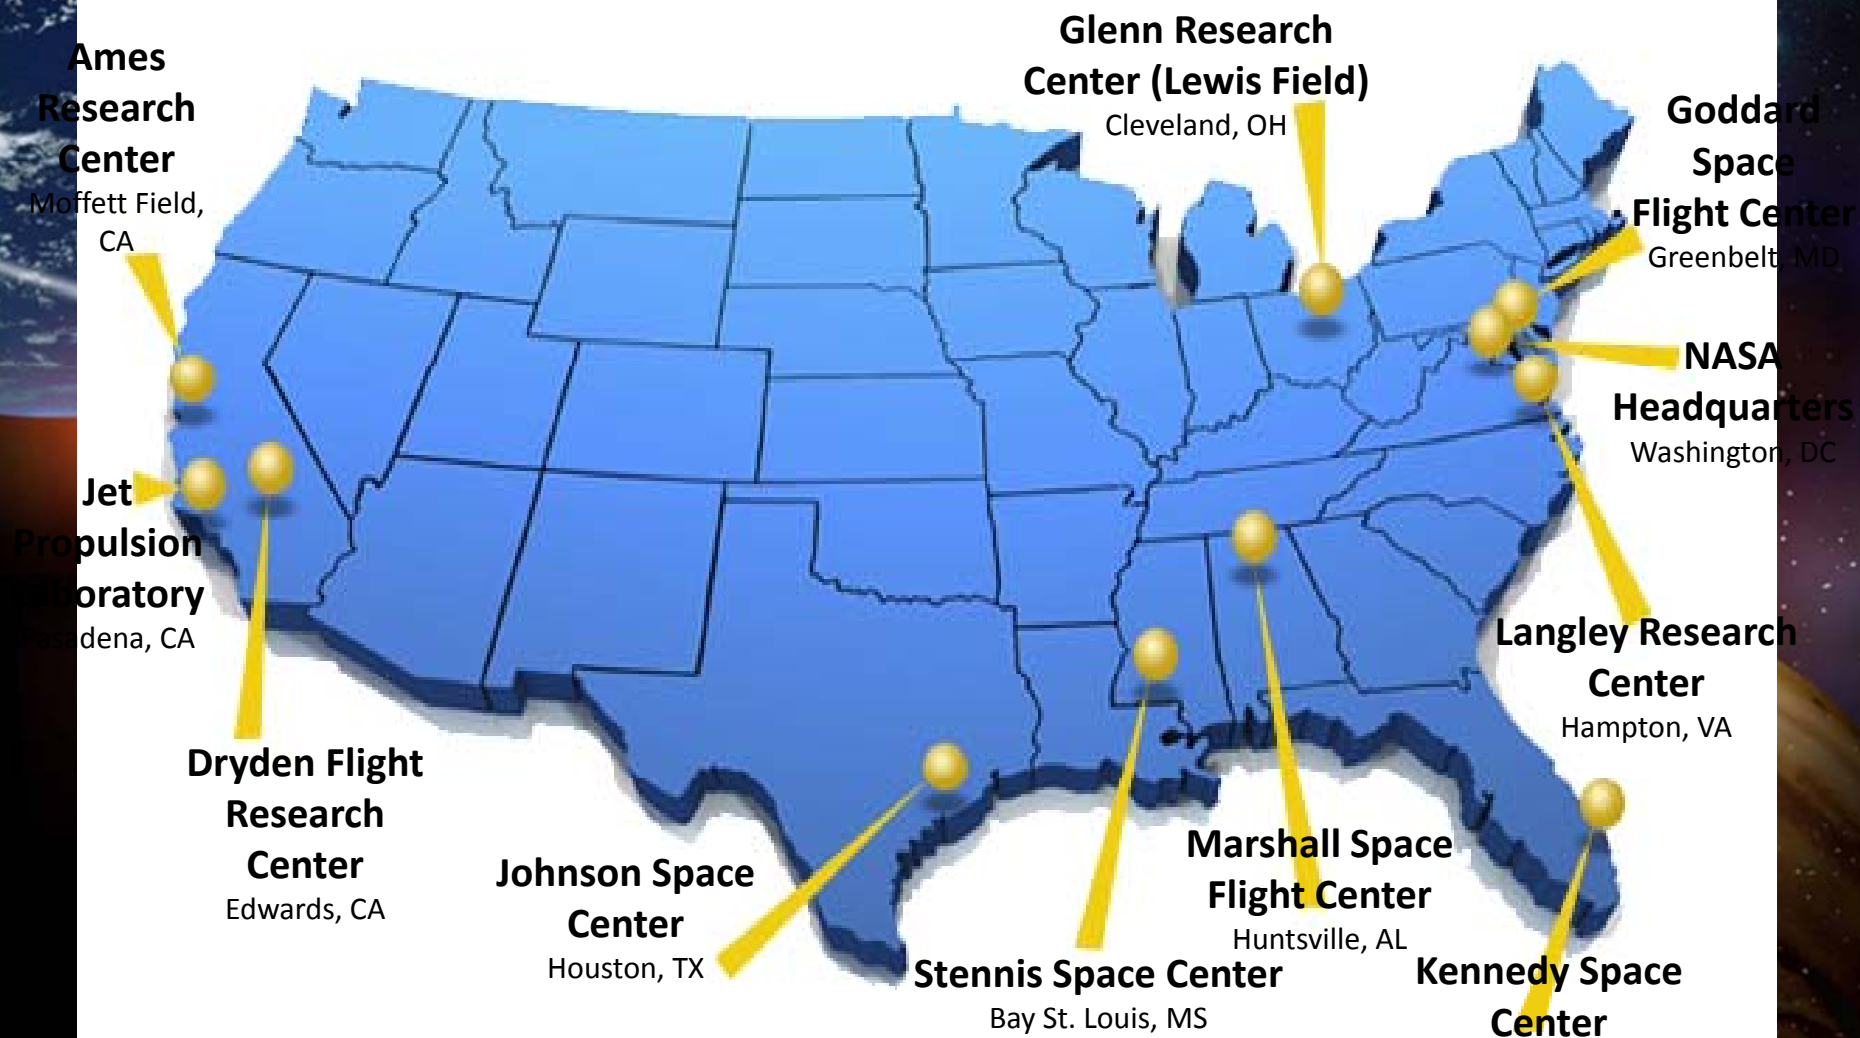 Ames
Research
Center
Moffett Field,
CA
Glenn Research
Center (Lewis Field)
Cleveland, OH
Goddard
Space
Flight Center
Greenbelt, MD
NASA
Headquarters
Washington, DC
Jet
Propulsion
Laboratory
Pasadena, CA
Langley Research
Center
Hampton, VA
Dryden Flight
Research
Center
Edwards, CA
Johnson Space
Center
Houston, TX
Marshall Space
Flight Center
Huntsville, AL
Stennis Space Center
Bay St. Louis, MS
Kennedy Space
Center